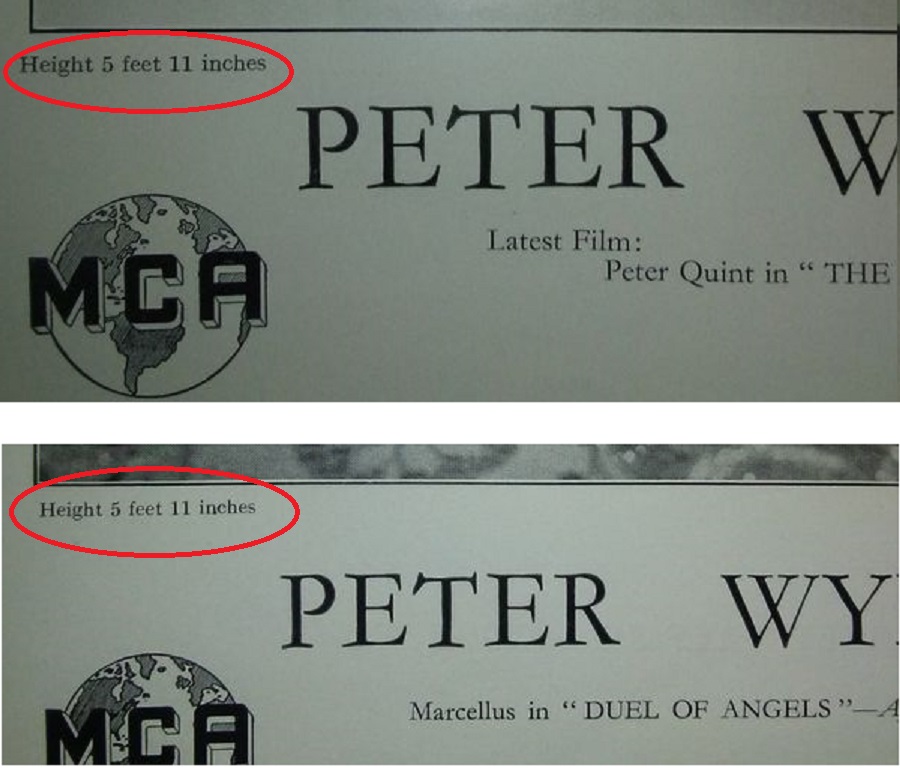 Height 5 feet 11 inches
PETER W
Latest Film:
Peter Quint in “ THE
MCA
Height 5 feet 11 inches
PETER WY
Marcellus in “ DUEL OF ANGELS ”—A
MCA